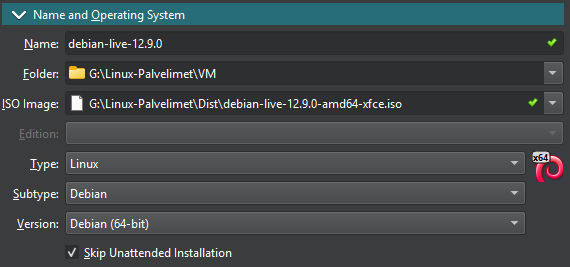 Name and Operating System
Name: debian-live-12.9.0
Folder: G:\Linux-Palvelimet\VM
ISO Image: G:\Linux-Palvelimet\Dist\debian-live-12.9.0-amd64-xfce.iso
Edition:
Type: Linux
x64
Subtype: Debian
Version: Debian (64-bit)
Skip Unattended Installation